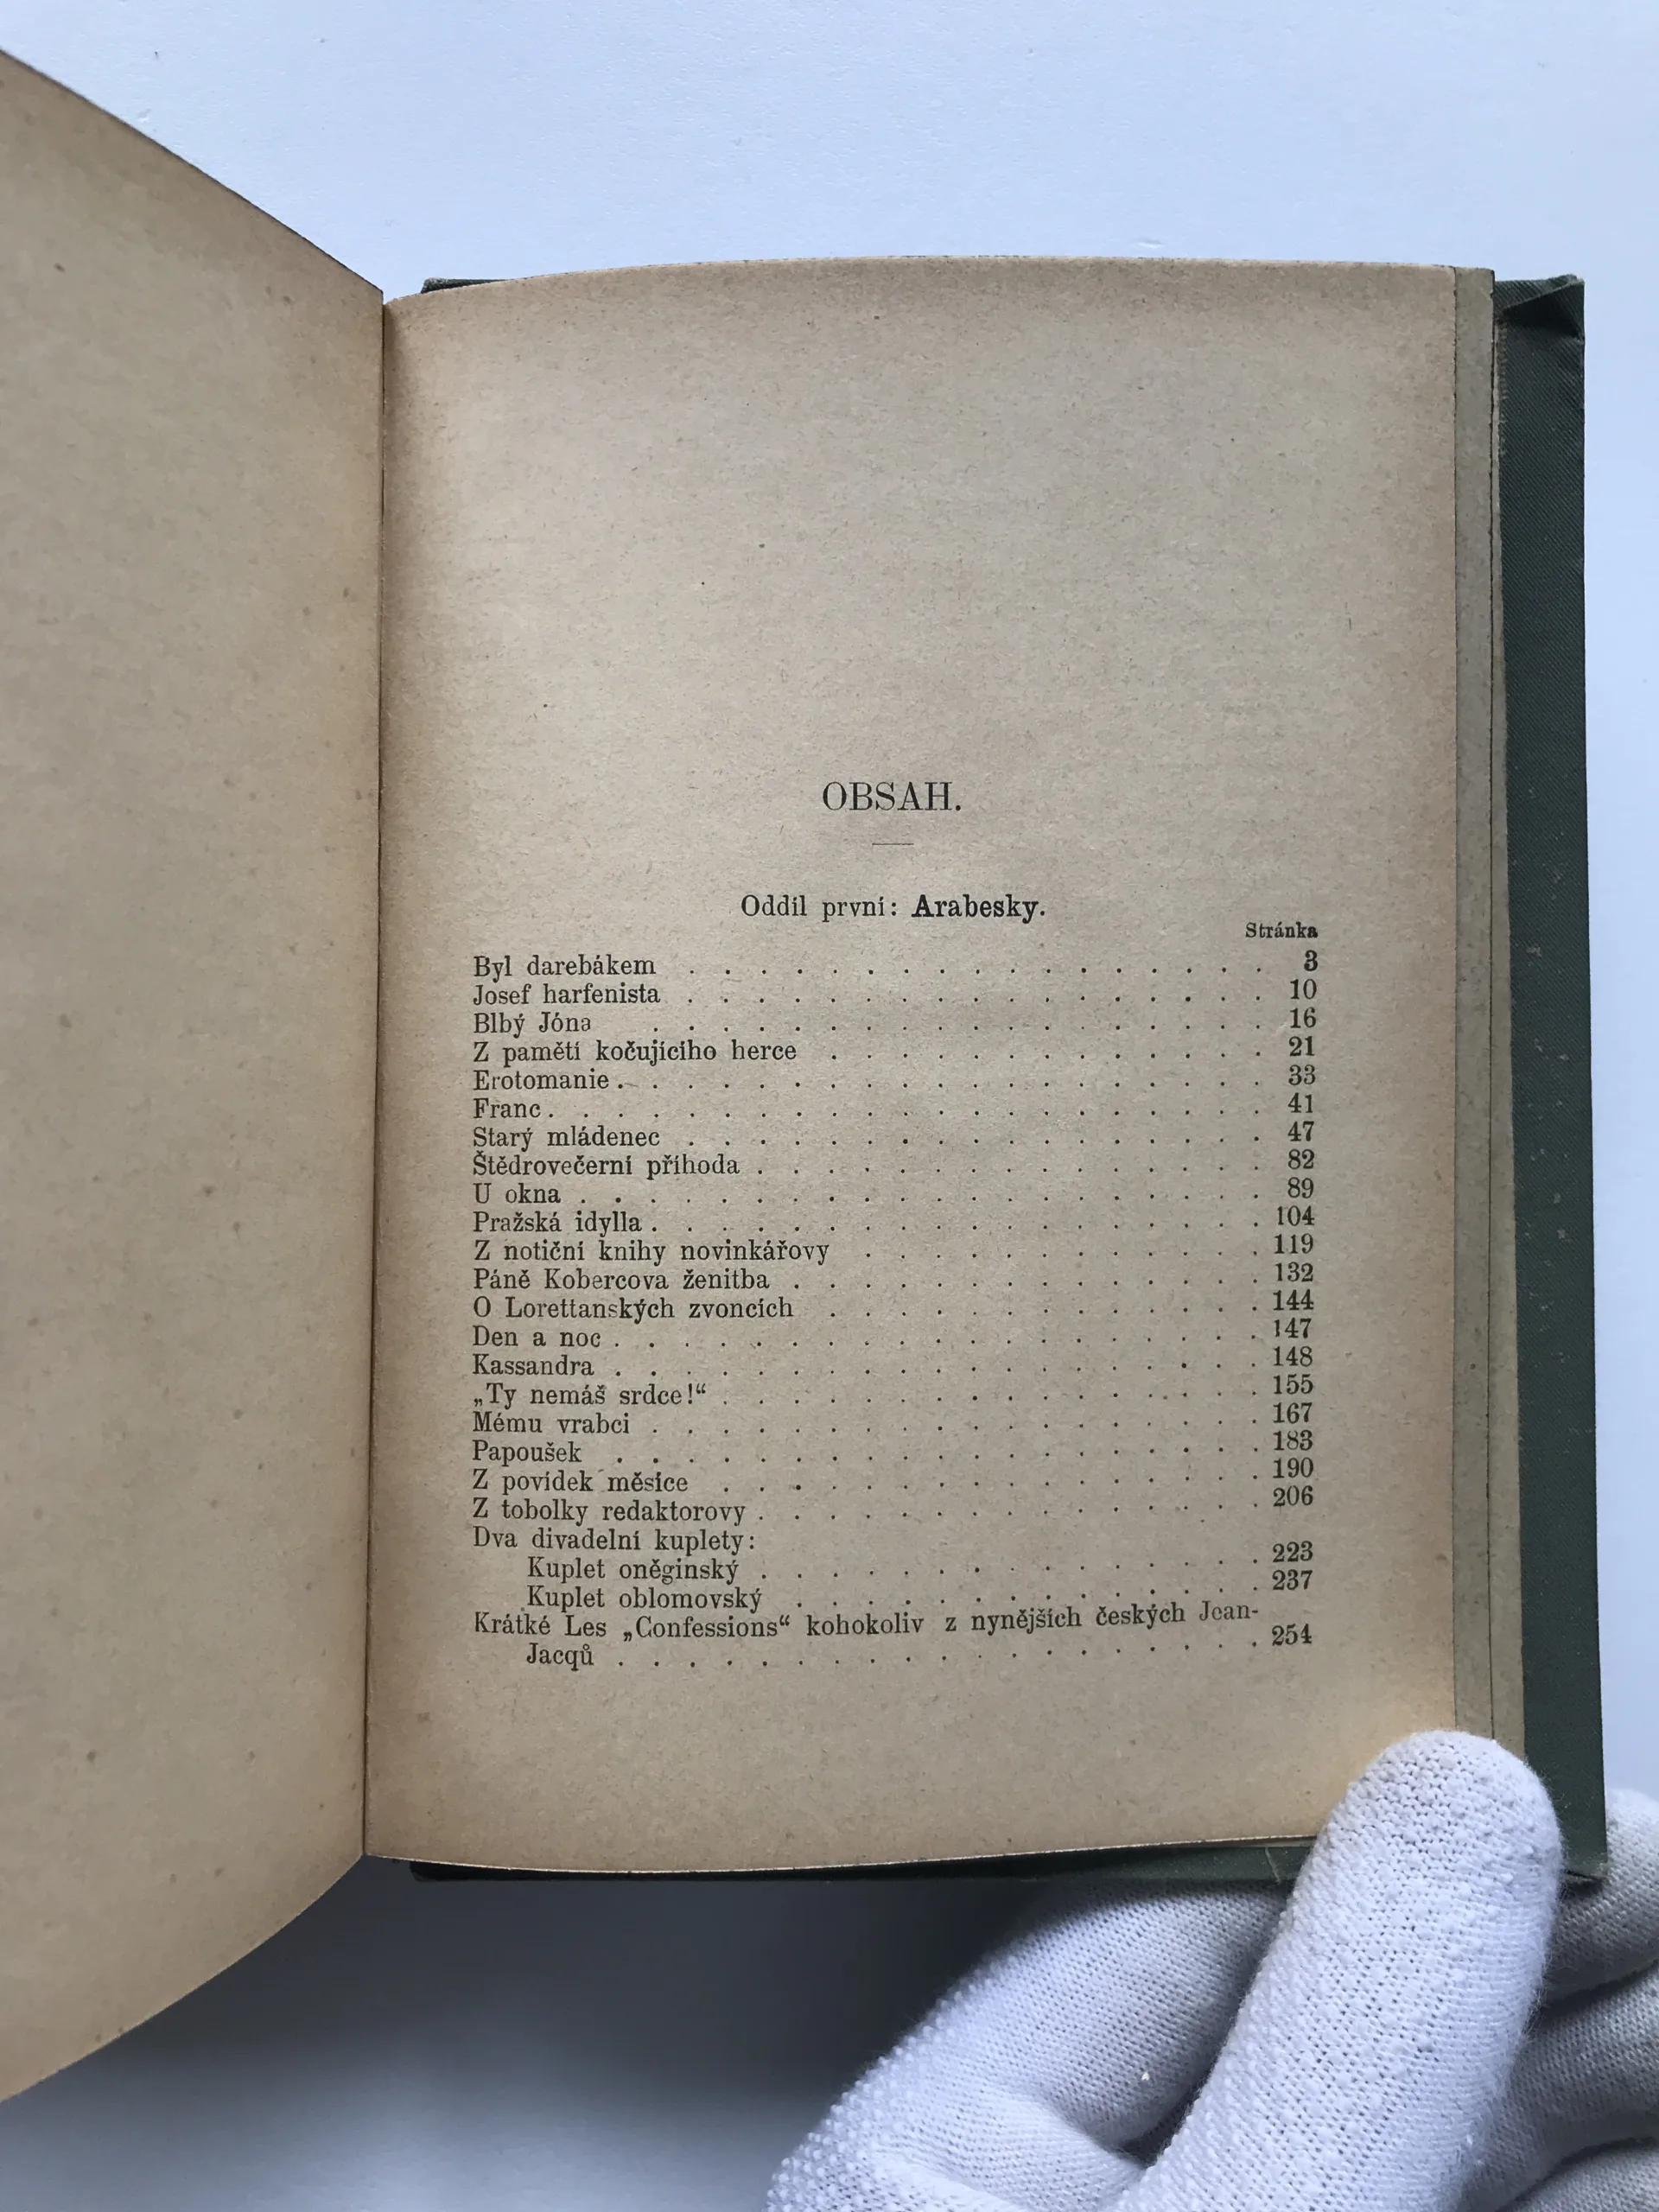 OBSAH.
Oddíl první: Arabesky.
Stránka
Byl darebákem . . . . . . . . . . . . . . . . . 3
Josef harfenista . . . . . . . . . . . . . . . . . 10
Blbý Jóna . . . . . . . . . . . . . . . . . . 16
Z pamětí kočujícího herce . . . . . . . . . . . . . 21
Erotomanie . . . . . . . . . . . . . . . . . . . 33
Franc . . . . . . . . . . . . . . . . . . . . . 41
Starý mládenec . . . . . . . . . . . . . . . . . 47
Štědrovečerní příhoda . . . . . . . . . . . . . . . 82
U okna . . . . . . . . . . . . . . . . . . . . 89
Pražská idylla . . . . . . . . . . . . . . . . . . 104
Z notiční knihy novinkářovy . . . . . . . . . . . . 119
Páně Kobercova ženitba . . . . . . . . . . . . . . 132
O Lorettanských zvoncích . . . . . . . . . . . . . 144
Den a noc . . . . . . . . . . . . . . . . . . . 147
Kassandra . . . . . . . . . . . . . . . . . . . 148
„Ty nemáš srdce!“ . . . . . . . . . . . . . . . . 155
Mému vrabci . . . . . . . . . . . . . . . . . . 167
Papoušek . . . . . . . . . . . . . . . . . . . 183
Z povídek měsíce . . . . . . . . . . . . . . . . 190
Z tobolky redaktorovy . . . . . . . . . . . . . . . 206
Dva divadelní kuplety:
Kuplet oněginský . . . . . . . . . . . . . . . 223
Kuplet oblomovský . . . . . . . . . . . . . . 237
Krátké Les „Confessions“ kohokoliv z nynějších českých Jean-
Jacqů . . . . . . . . . . . . . . . . . . . 254